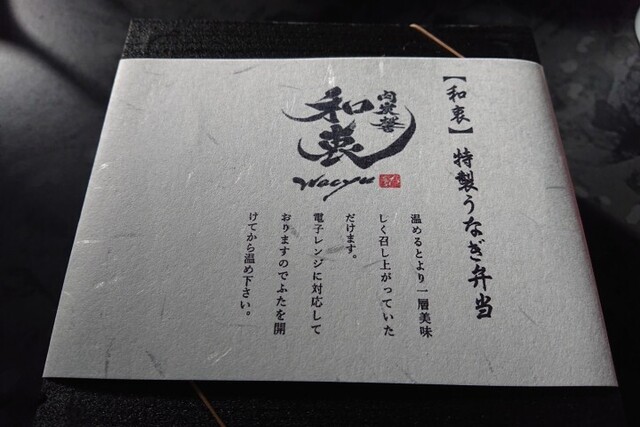 【和衷】特製うなぎ弁当
肉炭馨
和衷
Wachu
温めるとより一層美味
しく召し上がっていた
だけます。
電子レンジに対応して
おりますのでふたを開
けてから温め下さい。